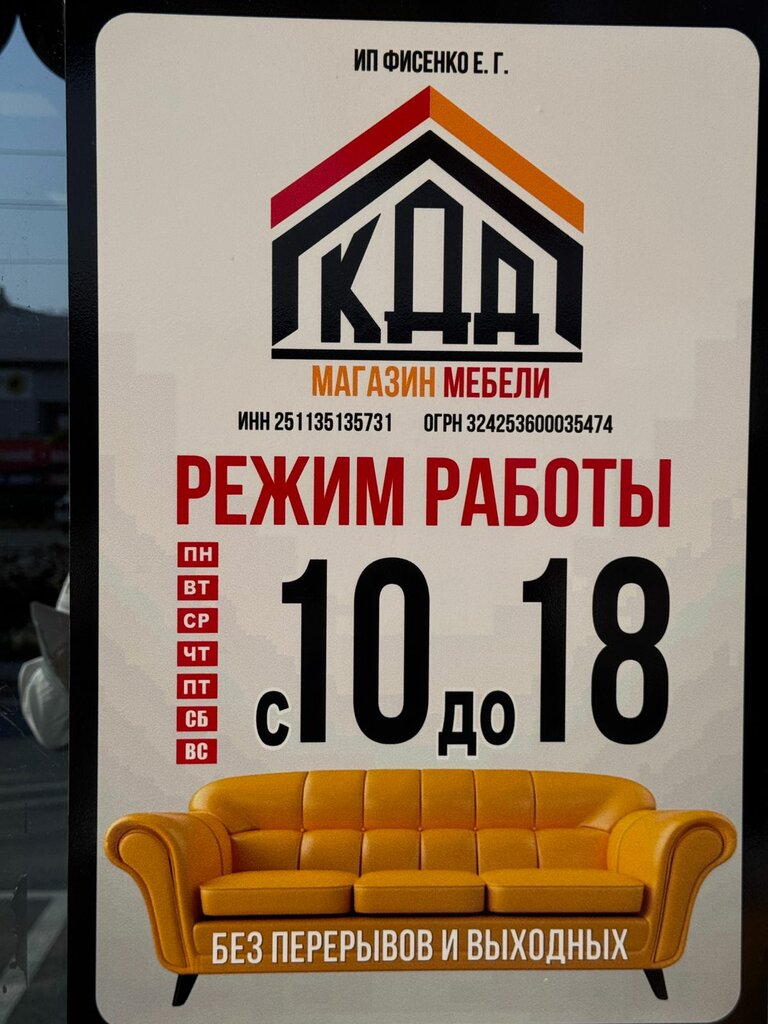 ИП ФИСЕНКО Е. Г.
КДД
МАГАЗИН МЕБЕЛИ
ИНН 251135135731 ОГРН 324253600035474
РЕЖИМ РАБОТЫ
ПН
ВТ
СР
ЧТ
ПТ
СБ
ВС
с 10 до 18
БЕЗ ПЕРЕРЫВОВ И ВЫХОДНЫХ